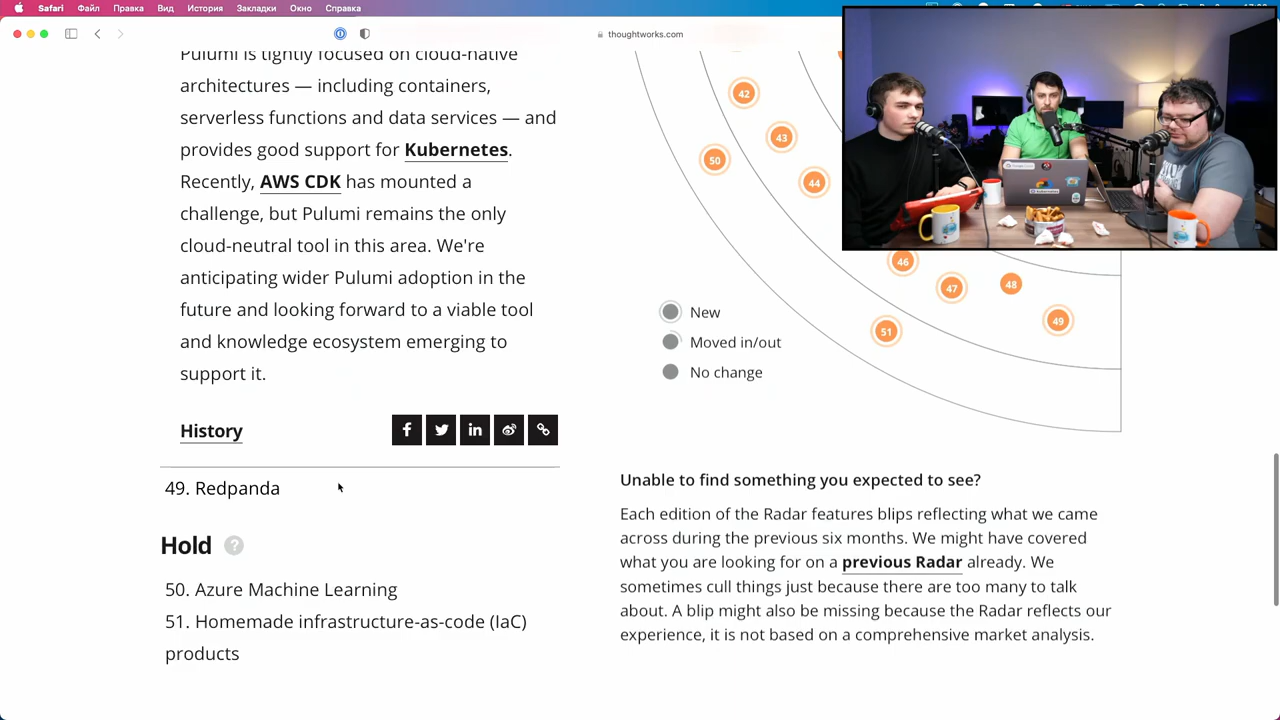 Safari Файл Правка Вид История Закладки Окно Справка
thoughtworks.com
Pulumi is tightly focused on cloud-native
architectures — including containers,
serverless functions and data services — and
provides good support for Kubernetes.
Recently, AWS CDK has mounted a
challenge, but Pulumi remains the only
cloud-neutral tool in this area. We're
anticipating wider Pulumi adoption in the
future and looking forward to a viable tool
and knowledge ecosystem emerging to
support it.
History
49. Redpanda
Hold ?
50. Azure Machine Learning
51. Homemade infrastructure-as-code (IaC)
products
42
43
50
44
46
47
48
49
51
New
Moved in/out
No change
Unable to find something you expected to see?
Each edition of the Radar features blips reflecting what we came
across during the previous six months. We might have covered
what you are looking for on a previous Radar already. We
sometimes cull things just because there are too many to talk
about. A blip might also be missing because the Radar reflects our
experience, it is not based on a comprehensive market analysis.